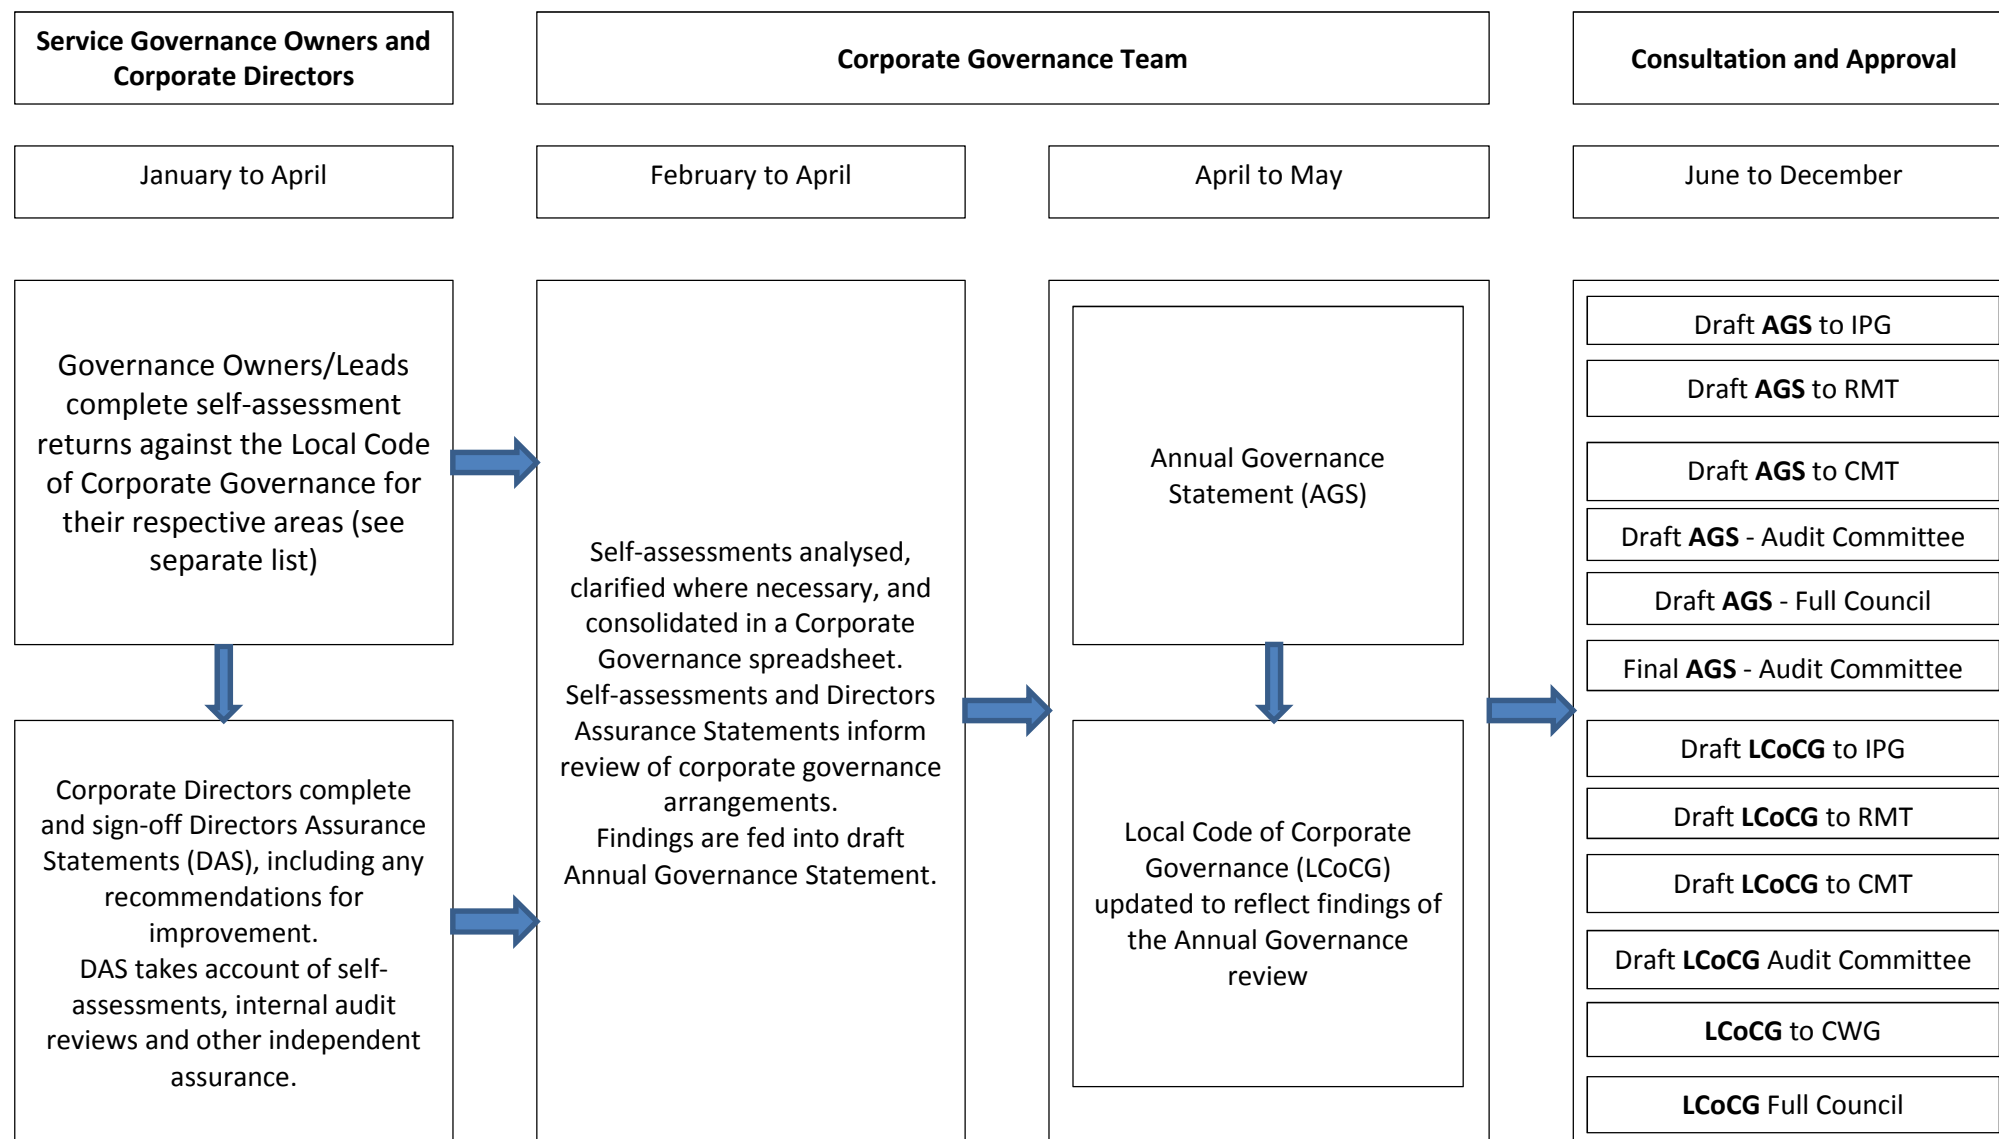 Service Governance Owners and
Corporate Directors
Corporate Governance Team
Consultation and Approval
January to April
February to April
April to May
June to December
Governance Owners/Leads
complete self-assessment
returns against the Local Code
of Corporate Governance for
their respective areas (see
separate list)
Corporate Directors complete
and sign-off Directors Assurance
Statements (DAS), including any
recommendations for
improvement.
DAS takes account of self-
assessments, internal audit
reviews and other independent
assurance.
Self-assessments analysed,
clarified where necessary, and
consolidated in a Corporate
Governance spreadsheet.
Self-assessments and Directors
Assurance Statements inform
review of corporate governance
arrangements.
Findings are fed into draft
Annual Governance Statement.
Annual Governance
Statement (AGS)
Local Code of Corporate
Governance (LCoCG)
updated to reflect findings of
the Annual Governance
review
Draft AGS to IPG
Draft AGS to RMT
Draft AGS to CMT
Draft AGS - Audit Committee
Draft AGS - Full Council
Final AGS - Audit Committee
Draft LCoCG to IPG
Draft LCoCG to RMT
Draft LCoCG to CMT
Draft LCoCG Audit Committee
LCoCG to CWG
LCoCG Full Council